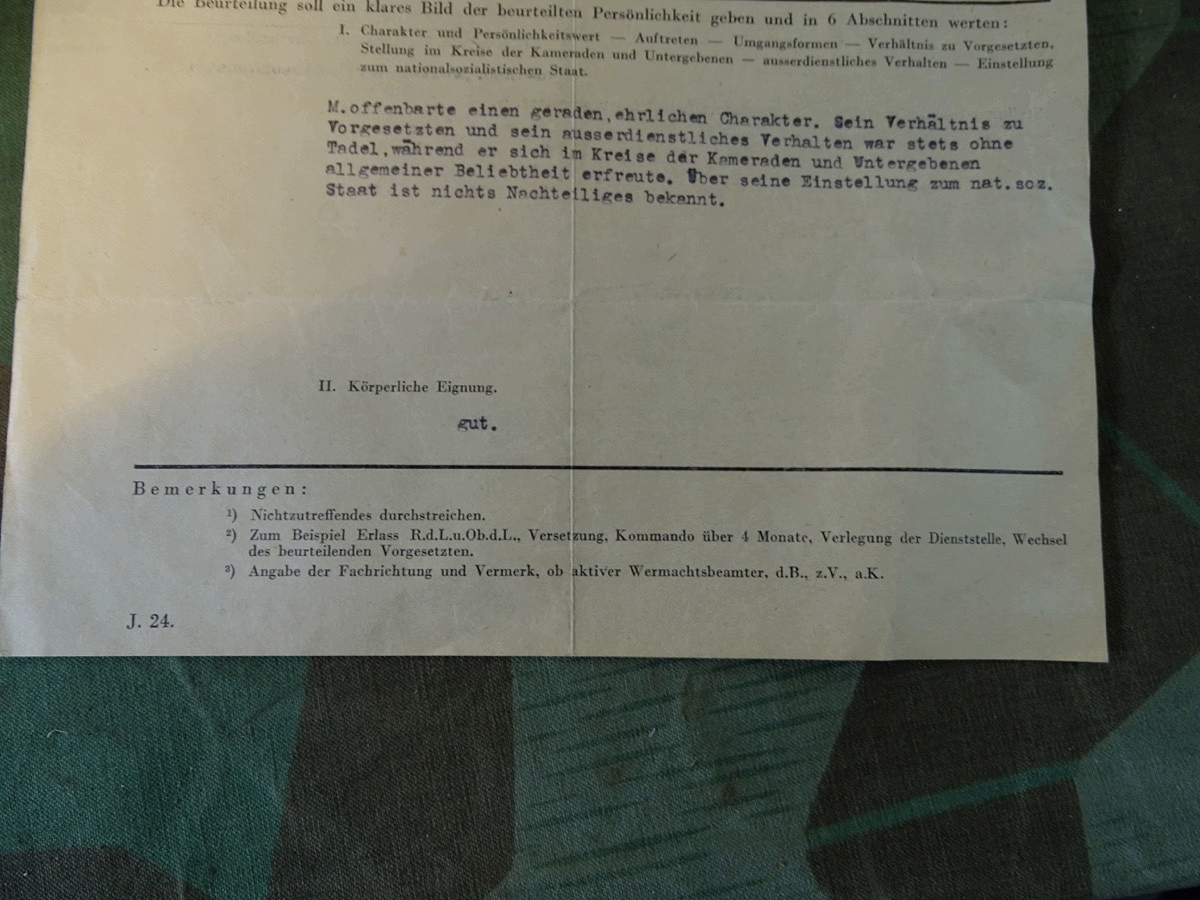 Die Beurteilung soll ein klares Bild der beurteilten Persönlichkeit geben und in 6 Abschnitten werten:
I. Charakter und Persönlichkeitswert — Auftreten — Umgangsformen — Verhältnis zu Vorgesetzten,
Stellung im Kreise der Kameraden und Untergebenen — ausserdienstliches Verhalten — Einstellung
zum nationalsozialistischen Staat.
M.offenbarte einen geraden,ehrlichen Charakter. Sein Verhältnis zu
Vorgesetzten und sein ausserdienstliches Verhalten war stets ohne
Tadel,während er sich im Kreise der Kameraden und Untergebenen
allgemeiner Beliebtheit erfreute. Über seine Einstellung zum nat.soz.
Staat ist nichts Nachteiliges bekannt.
II. Körperliche Eignung.
gut.
Bemerkungen:
¹) Nichtzutreffendes durchstreichen.
²) Zum Beispiel Erlass R.d.L.u.Ob.d.L., Versetzung, Kommando über 4 Monate, Verlegung der Dienststelle, Wechsel
des beurteilenden Vorgesetzten.
³) Angabe der Fachrichtung und Vermerk, ob aktiver Wermachtsbeamter, d.B., z.V., a.K.
J. 24.